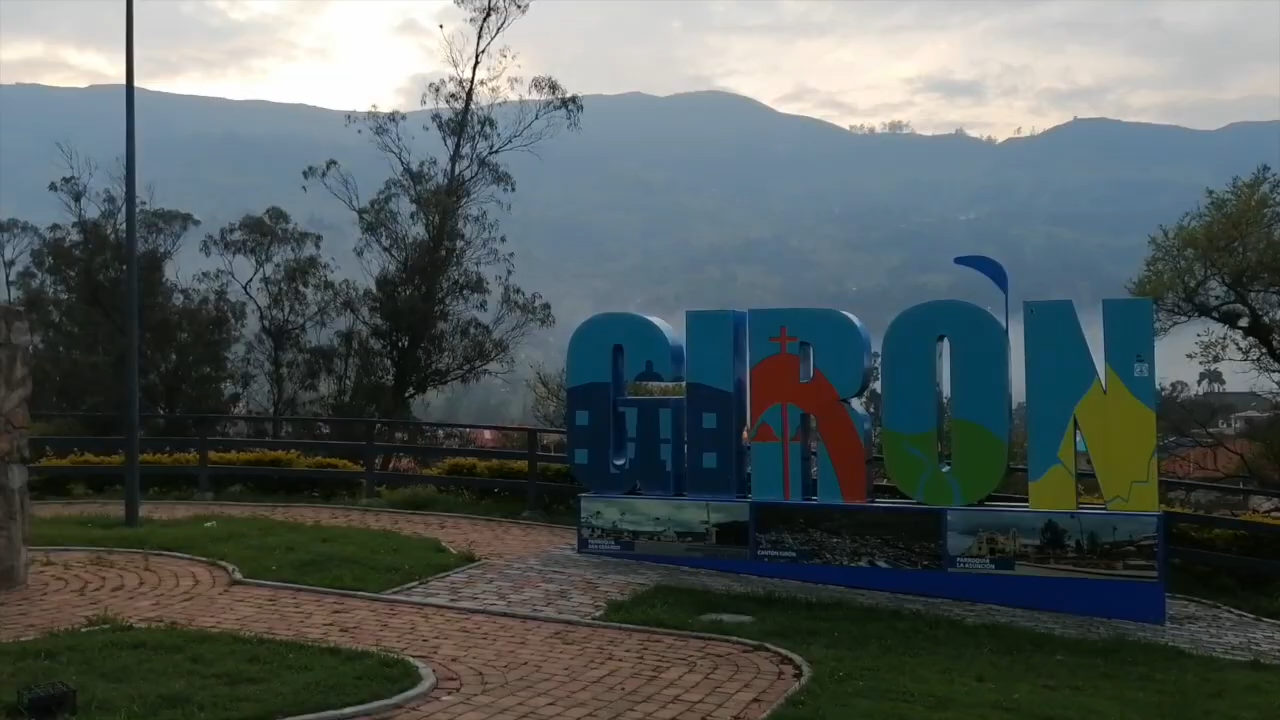 GIRÓN
PARROQUIA
SAN GERARDO
CANTÓN GIRÓN
PARROQUIA
LA ASUNCIÓN